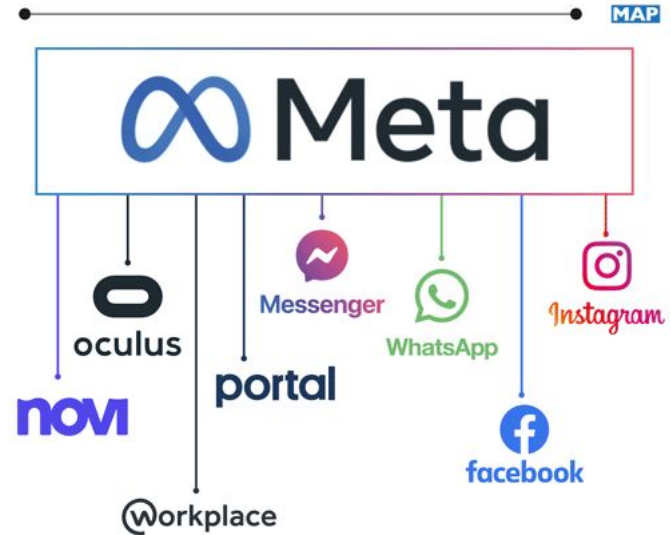 MAP
Meta
Messenger
Instagram
oculus
WhatsApp
portal
novi
facebook
workplace